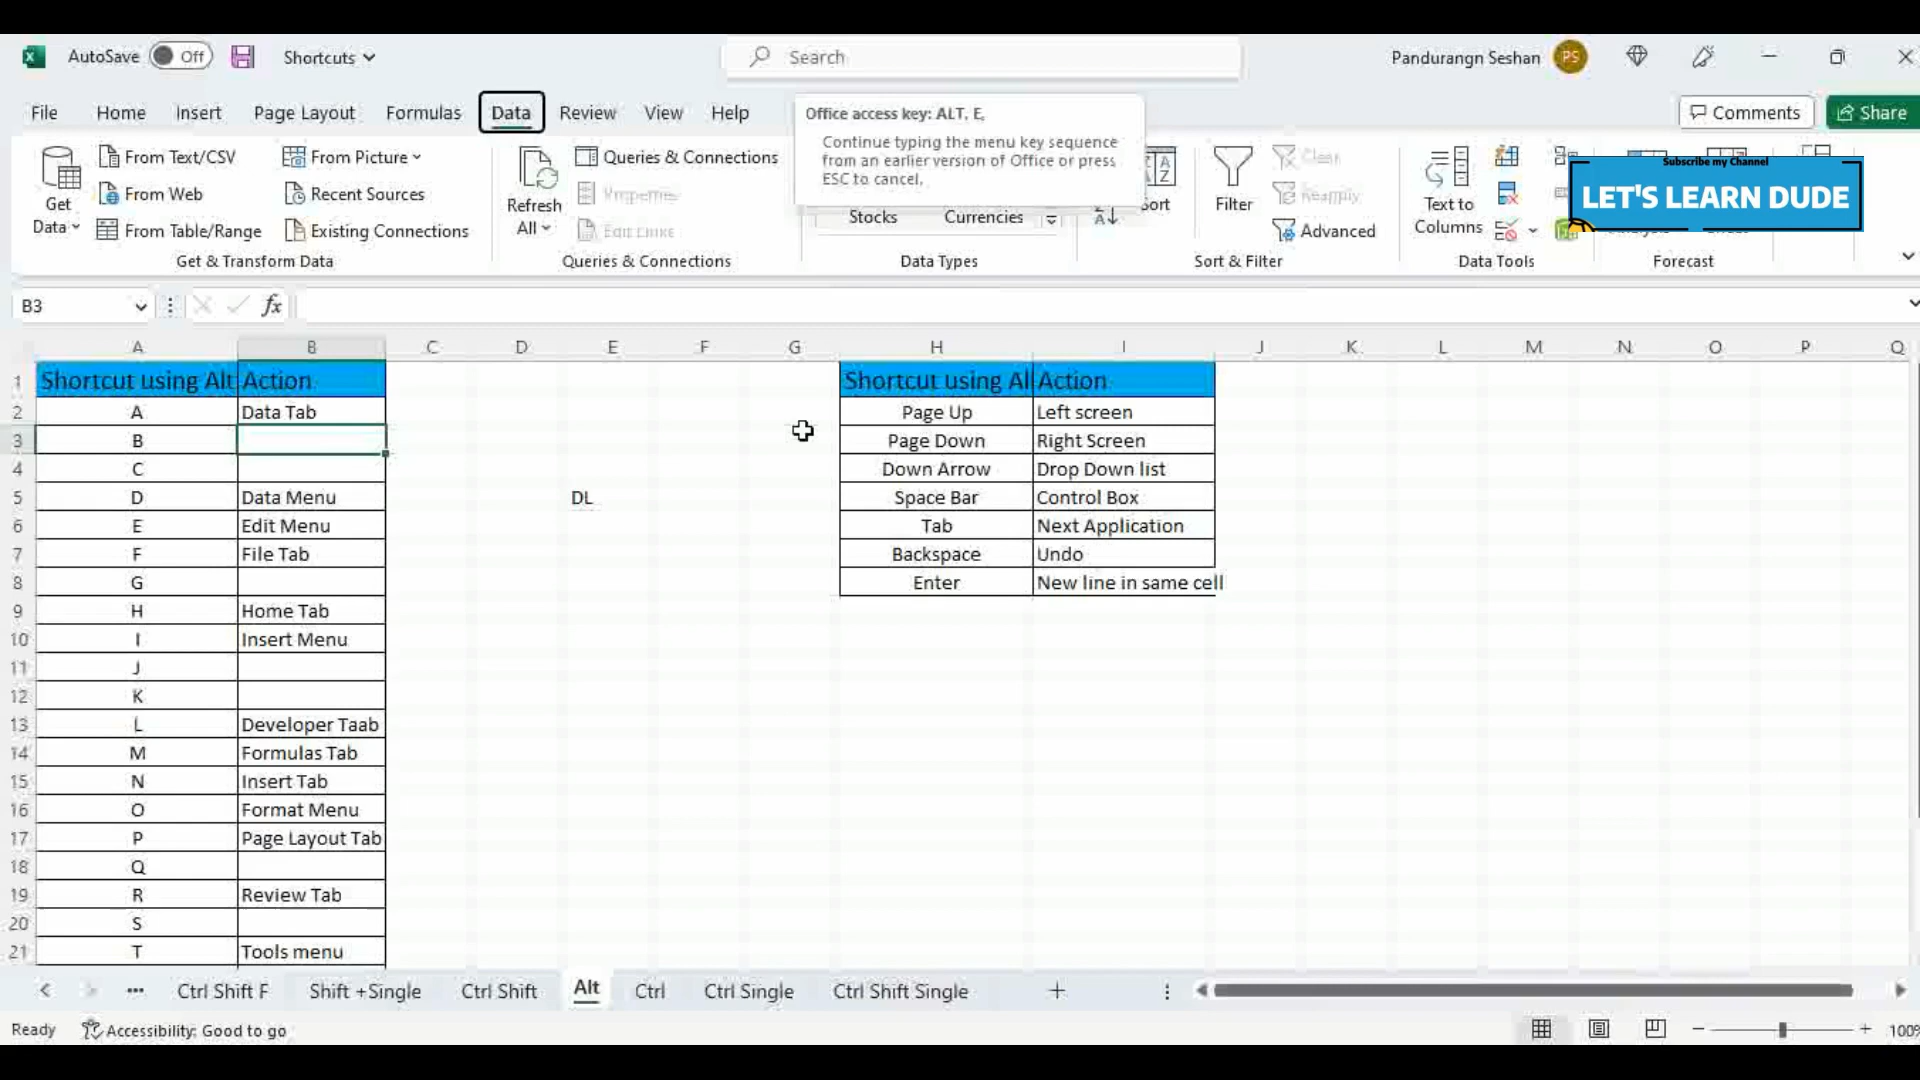 AutoSave Off Shortcuts Search Pandurangn Seshan PS
File Home Insert Page Layout Formulas Data Review View Help Comments Share
Office access key: ALT, E,
Continue typing the menu key sequence
from an earlier version of Office or press
ESC to cancel.
Get Data
From Text/CSV
From Web
From Table/Range
From Picture
Recent Sources
Existing Connections
Get & Transform Data
Refresh All
Queries & Connections
Properties
Edit Links
Queries & Connections
Stocks Currencies
Data Types
Sort
Filter
Clear
Reapply
Advanced
Sort & Filter
Text to
Columns
Data Tools
Forecast
Subscribe my Channel
LET'S LEARN DUDE
B3 fx
A B C D E F G H I J K L M N O P Q
1 Shortcut using Alt Action Shortcut using Al Action
2 A Data Tab Page Up Left screen
3 B Page Down Right Screen
4 C Down Arrow Drop Down list
5 D Data Menu DL Space Bar Control Box
6 E Edit Menu Tab Next Application
7 F File Tab Backspace Undo
8 G Enter New line in same cell
9 H Home Tab
10 I Insert Menu
11 J
12 K
13 L Developer Taab
14 M Formulas Tab
15 N Insert Tab
16 O Format Menu
17 P Page Layout Tab
18 Q
19 R Review Tab
20 S
21 T Tools menu
... Ctrl Shift F Shift +Single Ctrl Shift Alt Ctrl Ctrl Single Ctrl Shift Single
Ready Accessibility: Good to go 100%